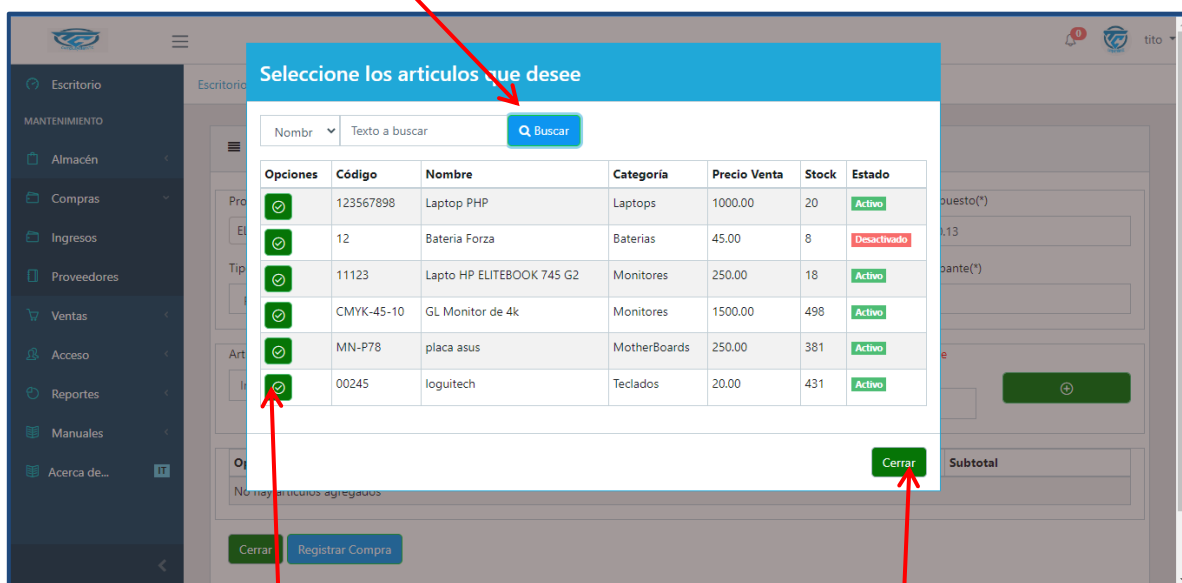 0
tito
Escritorio
Escritorio
MANTENIMIENTO
Almacén
Compras
Ingresos
Proveedores
Ventas
Acceso
Reportes
Manuales
Acerca de... IT
Seleccione los articulos que desee
Nombr Texto a buscar Buscar
Opciones Código Nombre Categoría Precio Venta Stock Estado
123567898 Laptop PHP Laptops 1000.00 20 Activo
12 Bateria Forza Baterias 45.00 8 Desactivado
11123 Lapto HP ELITEBOOK 745 G2 Monitores 250.00 18 Activo
CMYK-45-10 GL Monitor de 4k Monitores 1500.00 498 Activo
MN-P78 placa asus MotherBoards 250.00 381 Activo
00245 loguitech Teclados 20.00 431 Activo
Cerrar
Subtotal
No hay articulos agregados
Cerrar Registrar Compra